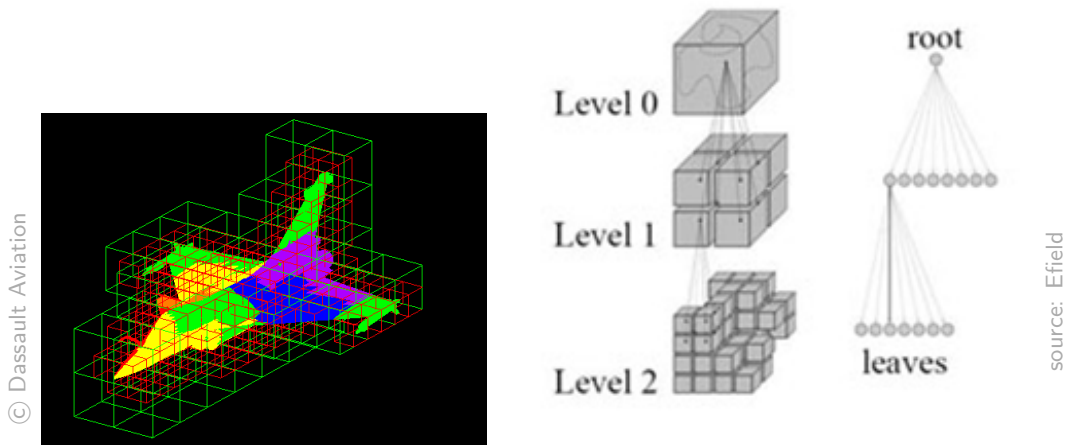 © Dassault Aviation
Level 0
Level 1
Level 2
root
leaves
source: Efield